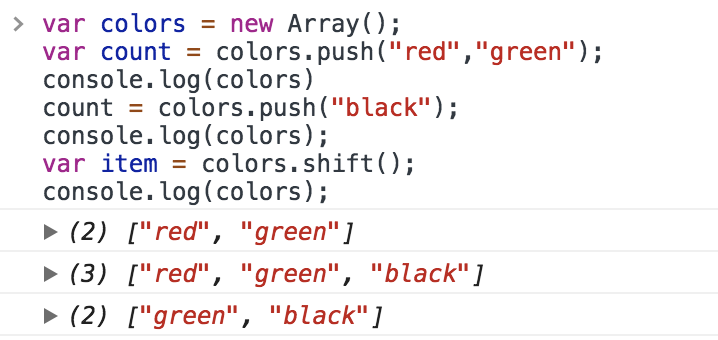 > var colors = new Array();
var count = colors.push("red","green");
console.log(colors)
count = colors.push("black");
console.log(colors);
var item = colors.shift();
console.log(colors);
▶ (2) ["red", "green"]
▶ (3) ["red", "green", "black"]
▶ (2) ["green", "black"]